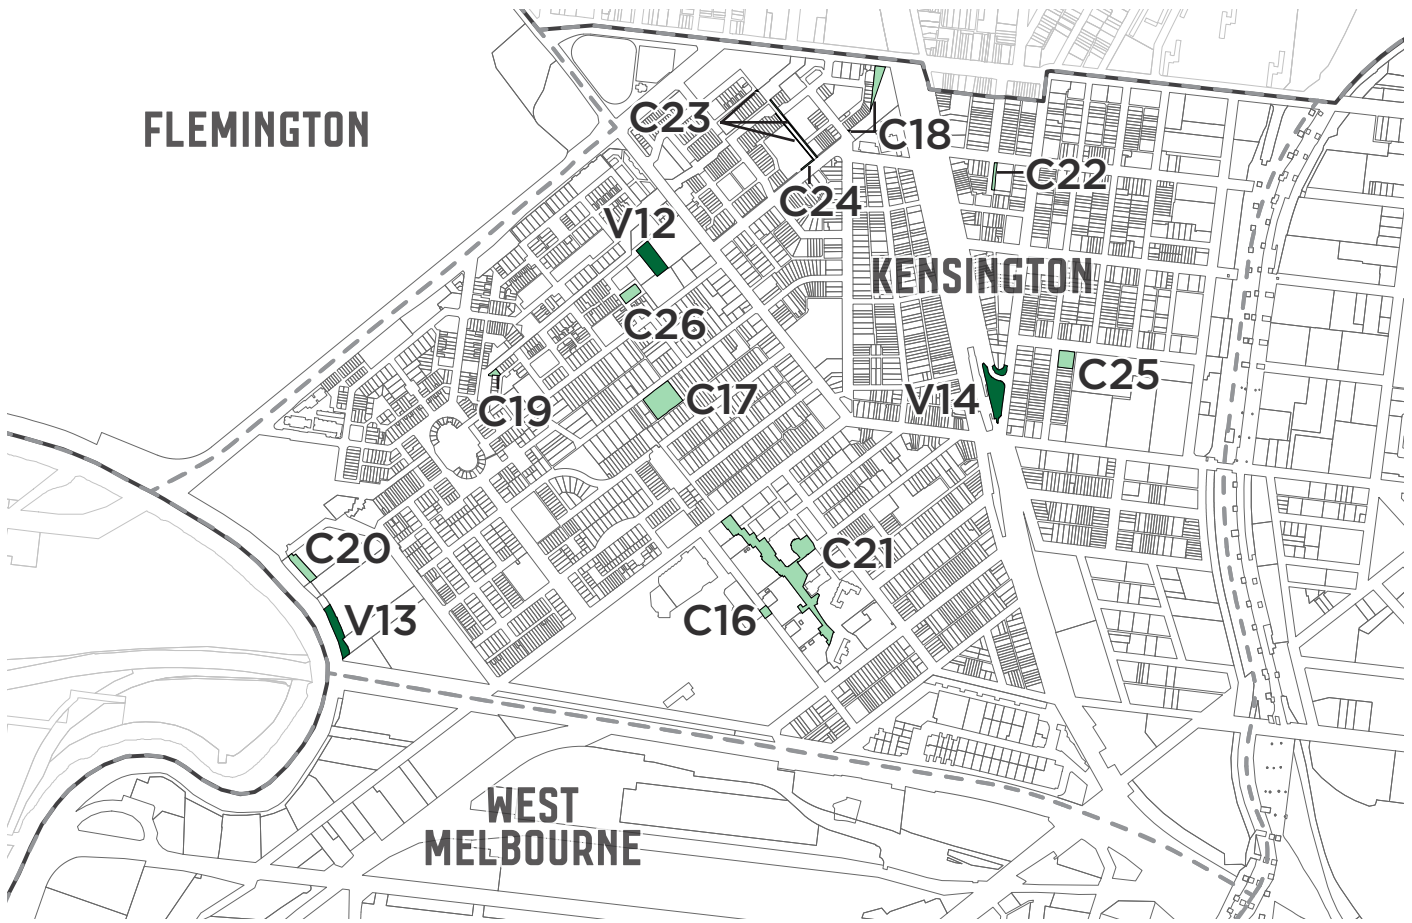 FLEMINGTON
C23
C18
C22
C24
V12
KENSINGTON
C26
C25
C19
C17
V14
C20
C21
V13
C16
WEST
MELBOURNE